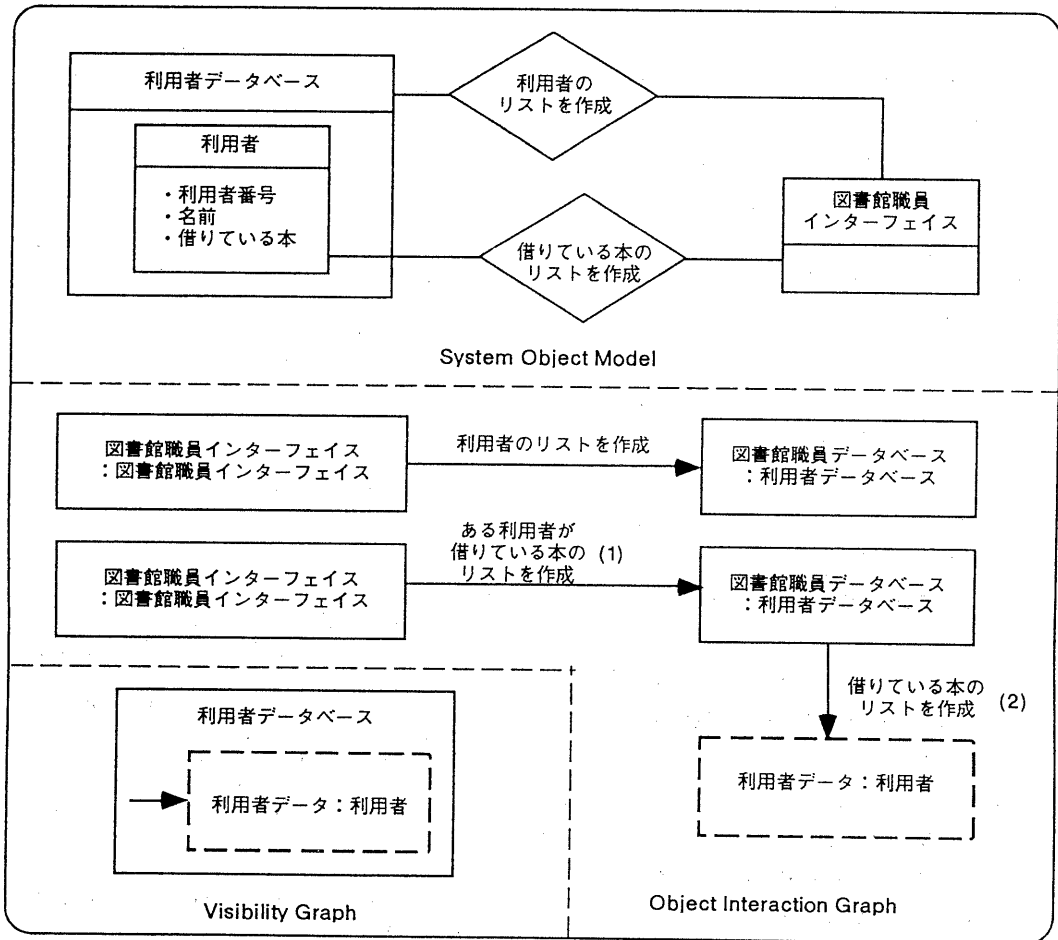 利用者データベース
利用者の
リストを作成
利用者
・利用者番号
・名前
・借りている本
図書館職員
インターフェイス
借りている本の
リストを作成
System Object Model
図書館職員インターフェイス
：図書館職員インターフェイス
利用者のリストを作成
図書館職員データベース
：利用者データベース
ある利用者が
借りている本の (1)
リストを作成
図書館職員インターフェイス
：図書館職員インターフェイス
図書館職員データベース
：利用者データベース
借りている本の
リストを作成 (2)
利用者データベース
利用者データ：利用者
利用者データ：利用者
Visibility Graph
Object Interaction Graph